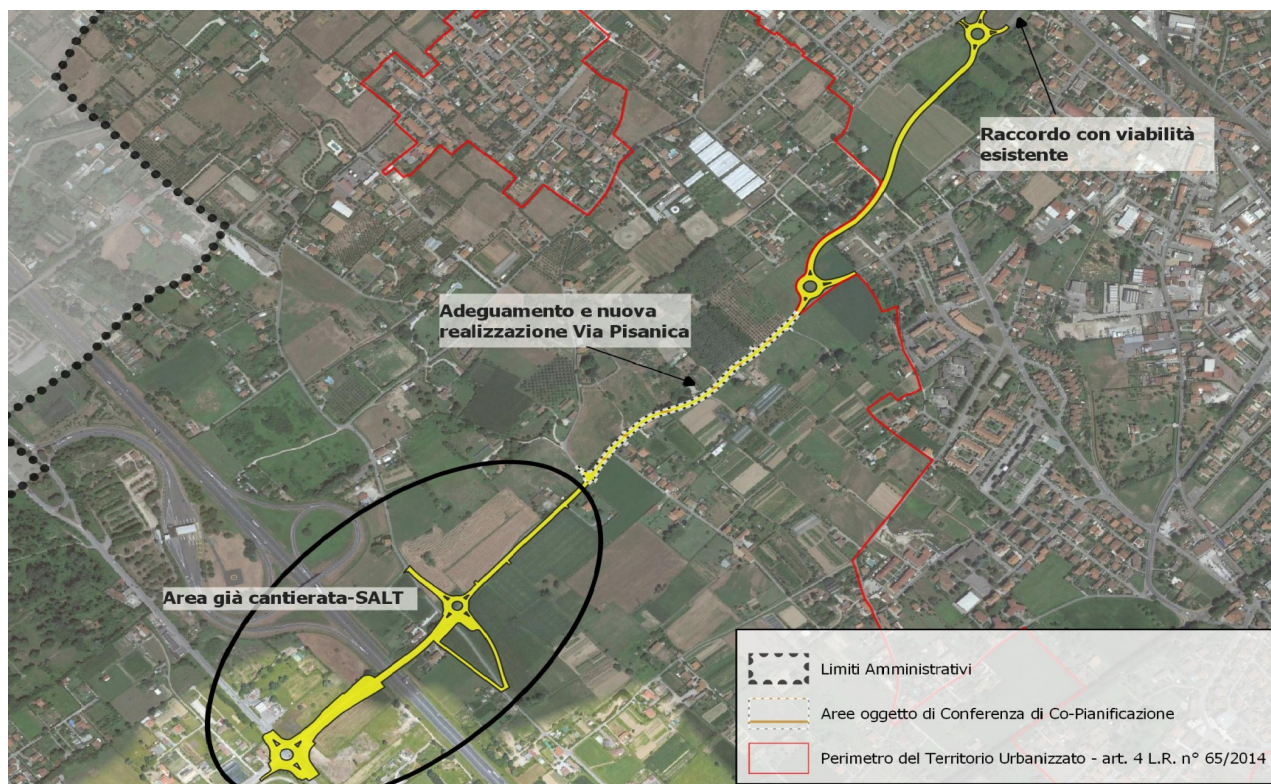 Raccordo con viabilità
esistente
Adeguamento e nuova
realizzazione Via Pisanica
Area già cantierata-SALT
Limiti Amministrativi
Aree oggetto di Conferenza di Co-Pianificazione
Perimetro del Territorio Urbanizzato - art. 4 L.R. n° 65/2014